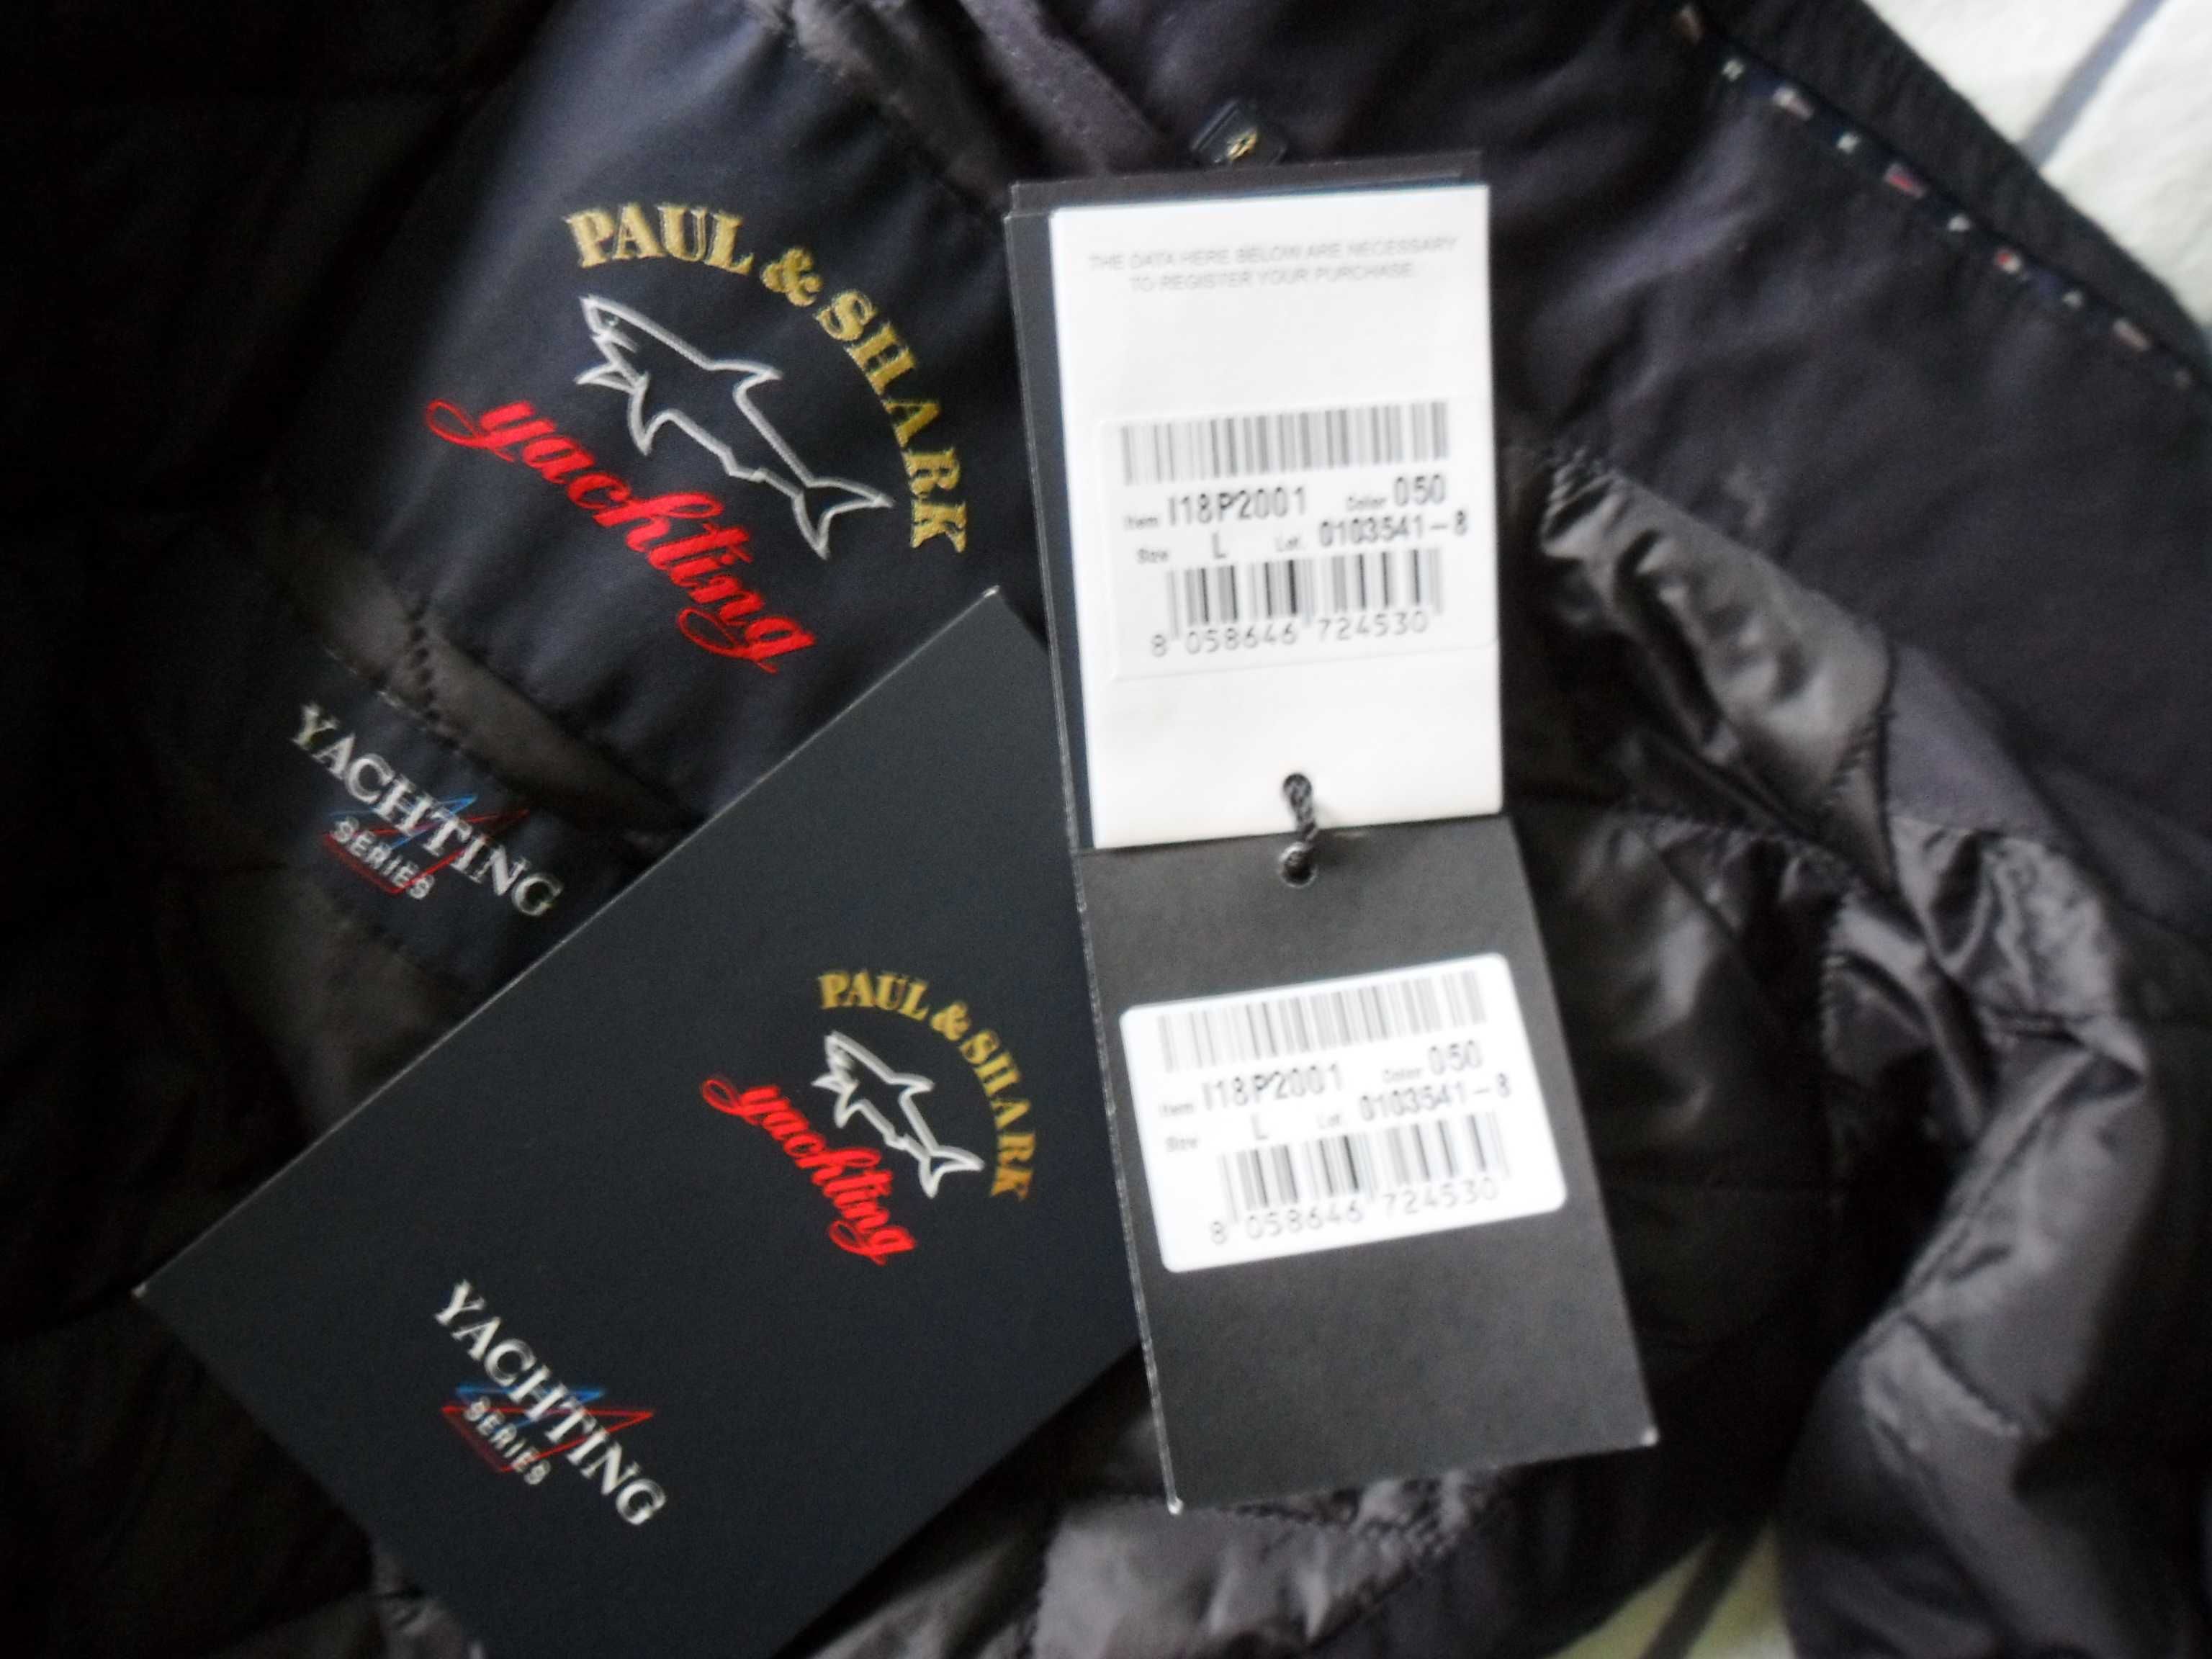 PAUL & SHARK
yachting
YACHTING
SERIES
THE DATA HERE BELOW ARE NECESSARY
TO REGISTER YOUR PURCHASE.
Item I18P2001 Color 050
Size L Lot. 0103541-8
8 058646 724530
PAUL & SHARK
yachting
YACHTING
SERIES
Item I18P2001 Color 050
Size L Lot. 0103541-8
8 058646 724530